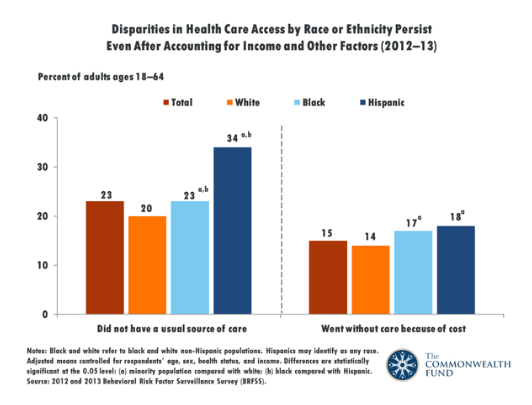 Disparities in Health Care Access by Race or Ethnicity Persist
Even After Accounting for Income and Other Factors (2012–13)
Percent of adults ages 18–64
Total White Black Hispanic
40
30
20
10
0
23
20
23 a,b
34 a,b
15
14
17 a
18 a
Did not have a usual source of care
Went without care because of cost
Notes: Black and white refer to black and white non-Hispanic populations. Hispanics may identify as any race.
Adjusted means controlled for respondents' age, sex, health status, and income. Differences are statistically
significant at the 0.05 level: (a) minority population compared with white; (b) black compared with Hispanic.
Source: 2012 and 2013 Behavioral Risk Factor Surveillance Survey (BRFSS).
The
COMMONWEALTH
FUND